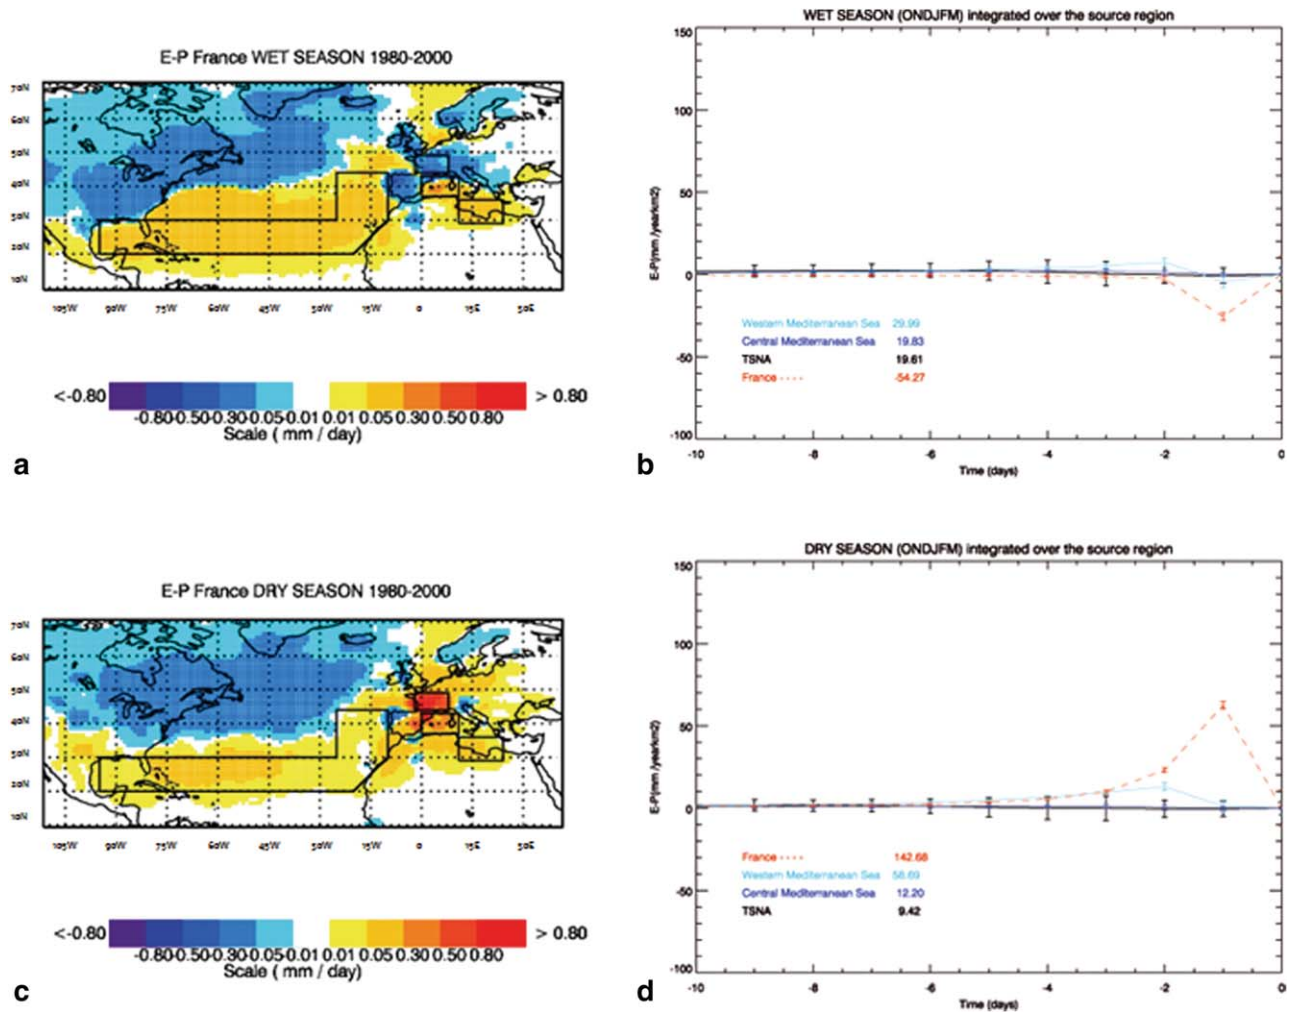 E-P France WET SEASON 1980-2000
70N
60N
50N
40N
30N
20N
10N
105W 90W 75W 60W 45W 30W 15W 0 15E 30E
<-0.80 > 0.80
-0.80-0.50-0.30-0.05-0.01 0.01 0.05 0.30 0.50 0.80
Scale ( mm / day)
a
WET SEASON (ONDJFM) integrated over the source region
150
100
50
0
-50
-100
E-P(mm /yearkm2)
Western Mediterranean Sea 29.99
Central Mediterranean Sea 19.83
TSNA 19.61
France ---- -54.27
-10 -8 -6 -4 -2 0
Time (days)
b
E-P France DRY SEASON 1980-2000
70N
60N
50N
40N
30N
20N
10N
105W 90W 75W 60W 45W 30W 15W 0 15E 30E
<-0.80 > 0.80
-0.80-0.50-0.30-0.05-0.01 0.01 0.05 0.30 0.50 0.80
Scale ( mm / day)
c
DRY SEASON (ONDJFM) integrated over the source region
150
100
50
0
-50
-100
E-P(mm /yearkm2)
France ---- 142.68
Western Mediterranean Sea 58.69
Central Mediterranean Sea 12.20
TSNA 9.42
-10 -8 -6 -4 -2 0
Time (days)
d